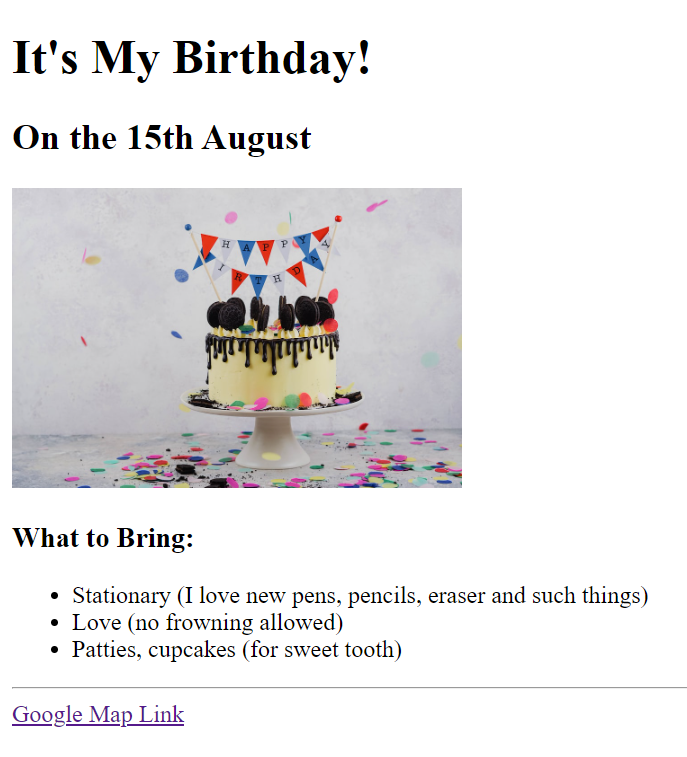 It's My Birthday!
On the 15th August
HAPPY
BIRTHDAY
What to Bring:
Stationary (I love new pens, pencils, eraser and such things)
Love (no frowning allowed)
Patties, cupcakes (for sweet tooth)
Google Map Link